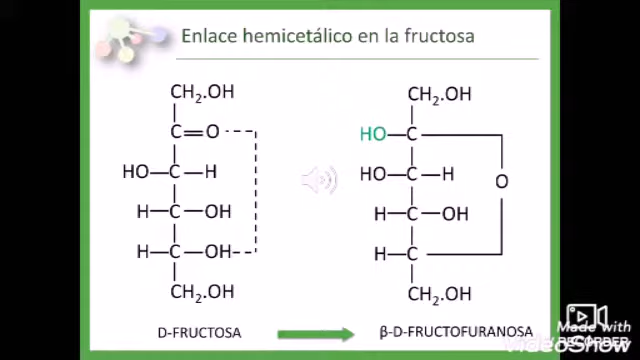 Enlace hemicetálico en la fructosa
CH₂.OH
C=O
HO—C—H
H—C—OH
H—C—OH
CH₂.OH
D-FRUCTOSA
CH₂.OH
HO—C
HO—C—H
O
H—C—OH
H—C
CH₂.OH
β-D-FRUCTOFURANOSA
Made with
RECORDER
VideoShow